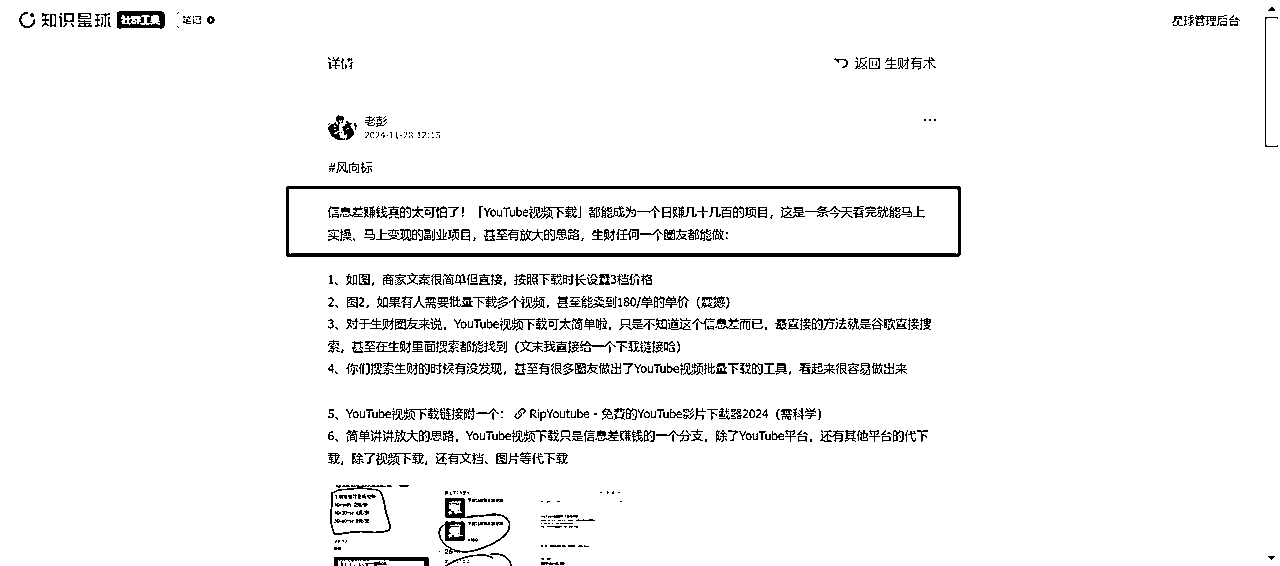 知识星球 社群工具 笔记
星球管理后台
详情
返回 生财有术
老彭
#风向标
信息差赚钱真的太可怕了！「YouTube视频下载」都能成为一个日赚几十几百的项目，这是一条今天看完就能马上
实操、马上变现的副业项目，甚至有放大的思路，生财任何一个圈友都能做：
1、如图，商家文案很简单但直接，按照下载时长设置3档价格
2、图2，如果有人需要批量下载多个视频，甚至能卖到180/单的单价（震撼）
3、对于生财圈友来说，YouTube视频下载可太简单啦，只是不知道这个信息差而已，最直接的方法就是谷歌直接搜
索，甚至在生财里面搜索都能找到（文末我直接给一个下载链接哈）
4、你们搜索生财的时候有没发现，甚至有很多圈友做出了YouTube视频批量下载的工具，看起来很容易做出来
5、YouTube视频下载链接附一个： RipYoutube - 免費的YouTube影片下載器2024（需科学）
6、简单讲讲放大的思路，YouTube视频下载只是信息差赚钱的一个分支，除了YouTube平台，还有其他平台的代下
载，除了视频下载，还有文档、图片等代下载